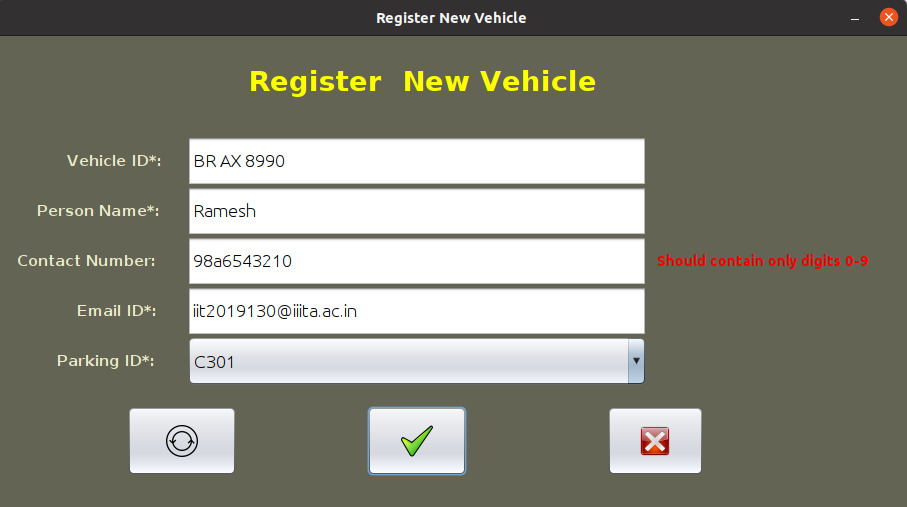 Register New Vehicle
Register New Vehicle
Vehicle ID*: BR AX 8990
Person Name*: Ramesh
Contact Number: 98a6543210 Should contain only digits 0-9
Email ID*: iit2019130@iiita.ac.in
Parking ID*: C301